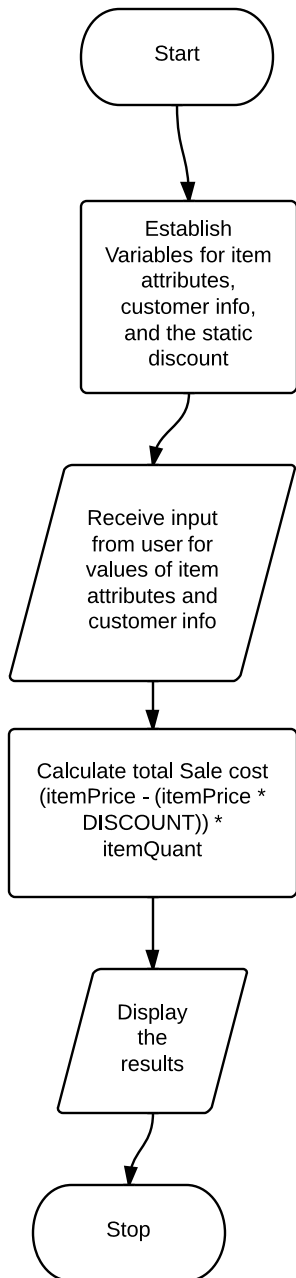 Start
Establish
Variables for item
attributes,
customer info,
and the static
discount
Receive input
from user for
values of item
attributes and
customer info
Calculate total Sale cost
(itemPrice - (itemPrice *
DISCOUNT)) *
itemQuant
Display
the
results
Stop